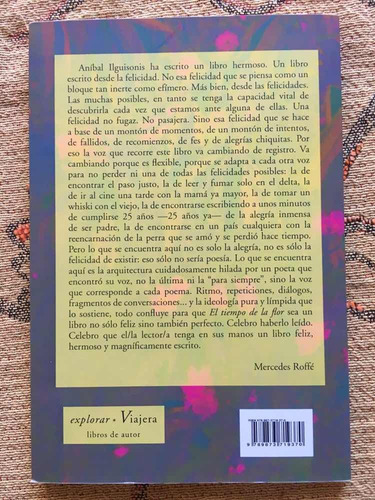 Aníbal Ilguisonis ha escrito un libro hermoso. Un libro
escrito desde la felicidad. No esa felicidad que se piensa como un
bloque tan inerte como efímero. Más bien, desde las felicidades.
Las muchas posibles, en tanto se tenga la capacidad vital de
descubrirla cada vez que estamos ante alguna de ellas. Una
felicidad no fugaz. No pasajera. Sino esa felicidad que se hace
a base de un montón de momentos, de un montón de intentos,
de fallidos, de recomienzos, de fes y de alegrías chiquitas. Por
eso la voz que recorre este libro va cambiando de registro. Va
cambiando porque es flexible, porque se adapta a cada otra voz
para no perder ni una de todas las felicidades posibles: la de
encontrar el paso justo, la de leer y fumar solo en el delta, la
de ir al cine una tarde con la mamá ya mayor, la de tomar un
whiski con el viejo, la de encontrarse escribiendo a unos minutos
de cumplirse 25 años —25 años ya— de la alegría inmensa
de ser padre, la de encontrarse en un país cualquiera con la
reencarnación de la perra que se amó y se perdió hace tiempo.
Pero lo que se encuentra aquí no es solo la alegría, no es sólo la
felicidad de existir: eso sólo no sería poesía. Lo que se encuentra
aquí es la arquitectura cuidadosamente hilada por un poeta que
encontró su voz, no la última ni la "para siempre", sino la voz
que corresponde a cada poema. Ritmo, repeticiones, diálogos,
fragmentos de conversaciones... y la ideología pura y límpida que
lo sostiene, todo confluye para que El tiempo de la flor sea un
libro no sólo feliz sino también perfecto. Celebro haberlo leído.
Celebro que el/la lector/a tenga en sus manos un libro feliz,
hermoso y magníficamente escrito.
Mercedes Roffé
explorar • Viajera
libros de autor
9 789873 719370